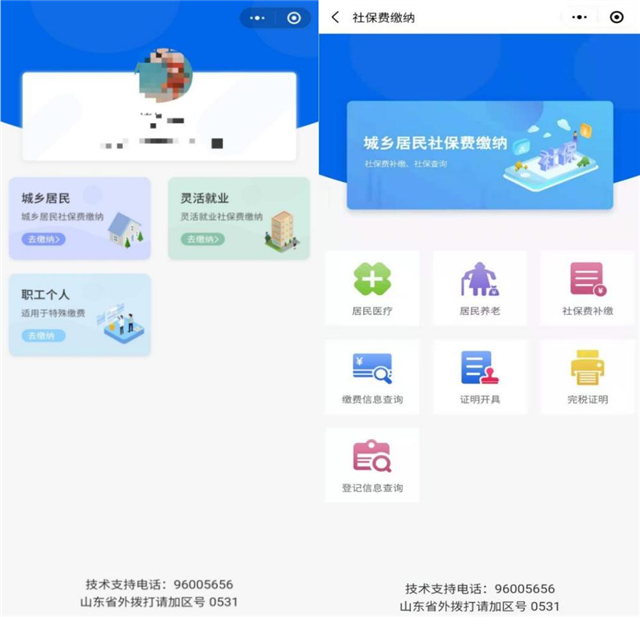 城乡居民
城乡居民社保费缴纳
去缴纳>
灵活就业
灵活就业社保费缴纳
去缴纳>
职工个人
适用于特殊缴费
去缴纳
技术支持电话：96005656
山东省外拨打请加区号 0531
社保费缴纳
城乡居民社保费缴纳
社保费补缴、社保查询
社保
居民医疗
居民养老
社保费补缴
缴费信息查询
证明开具
完税证明
登记信息查询
技术支持电话：96005656
山东省外拨打请加区号 0531